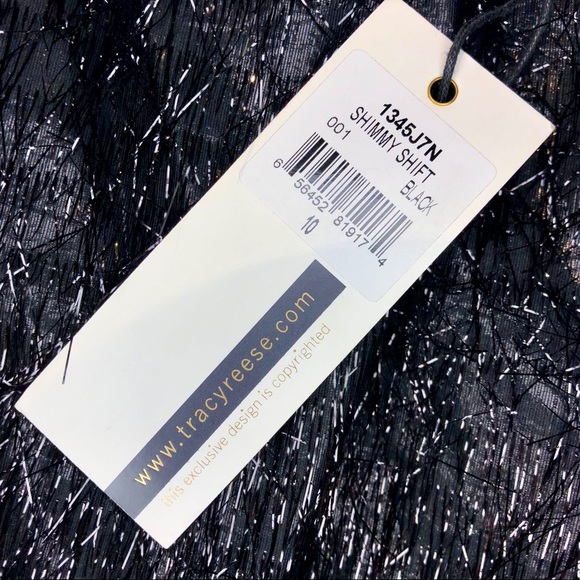 1345J7N
SHIMMY SHIFT
001 BLACK
6 56452 81917 4
10
www.tracyreese.com
this exclusive design is copyrighted